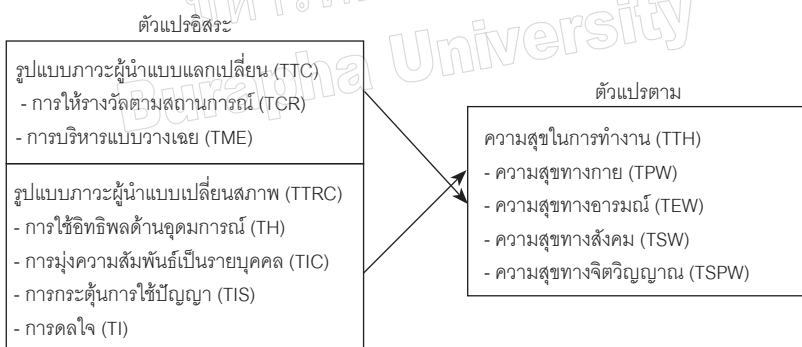 ตัวแปรอิสระ
รูปแบบภาวะผู้นำแบบแลกเปลี่ยน (TTC)
- การให้รางวัลตามสถานการณ์ (TCR)
- การบริหารแบบวางเฉย (TME)
รูปแบบภาวะผู้นำแบบเปลี่ยนสภาพ (TTRC)
- การใช้อิทธิพลด้านอุดมการณ์ (TH)
- การมุ่งความสัมพันธ์เป็นรายบุคคล (TIC)
- การกระตุ้นการใช้ปัญญา (TIS)
- การดลใจ (TI)
ตัวแปรตาม
ความสุขในการทำงาน (TTH)
- ความสุขทางกาย (TPW)
- ความสุขทางอารมณ์ (TEW)
- ความสุขทางสังคม (TSW)
- ความสุขทางจิตวิญญาณ (TSPW)
Burapha University